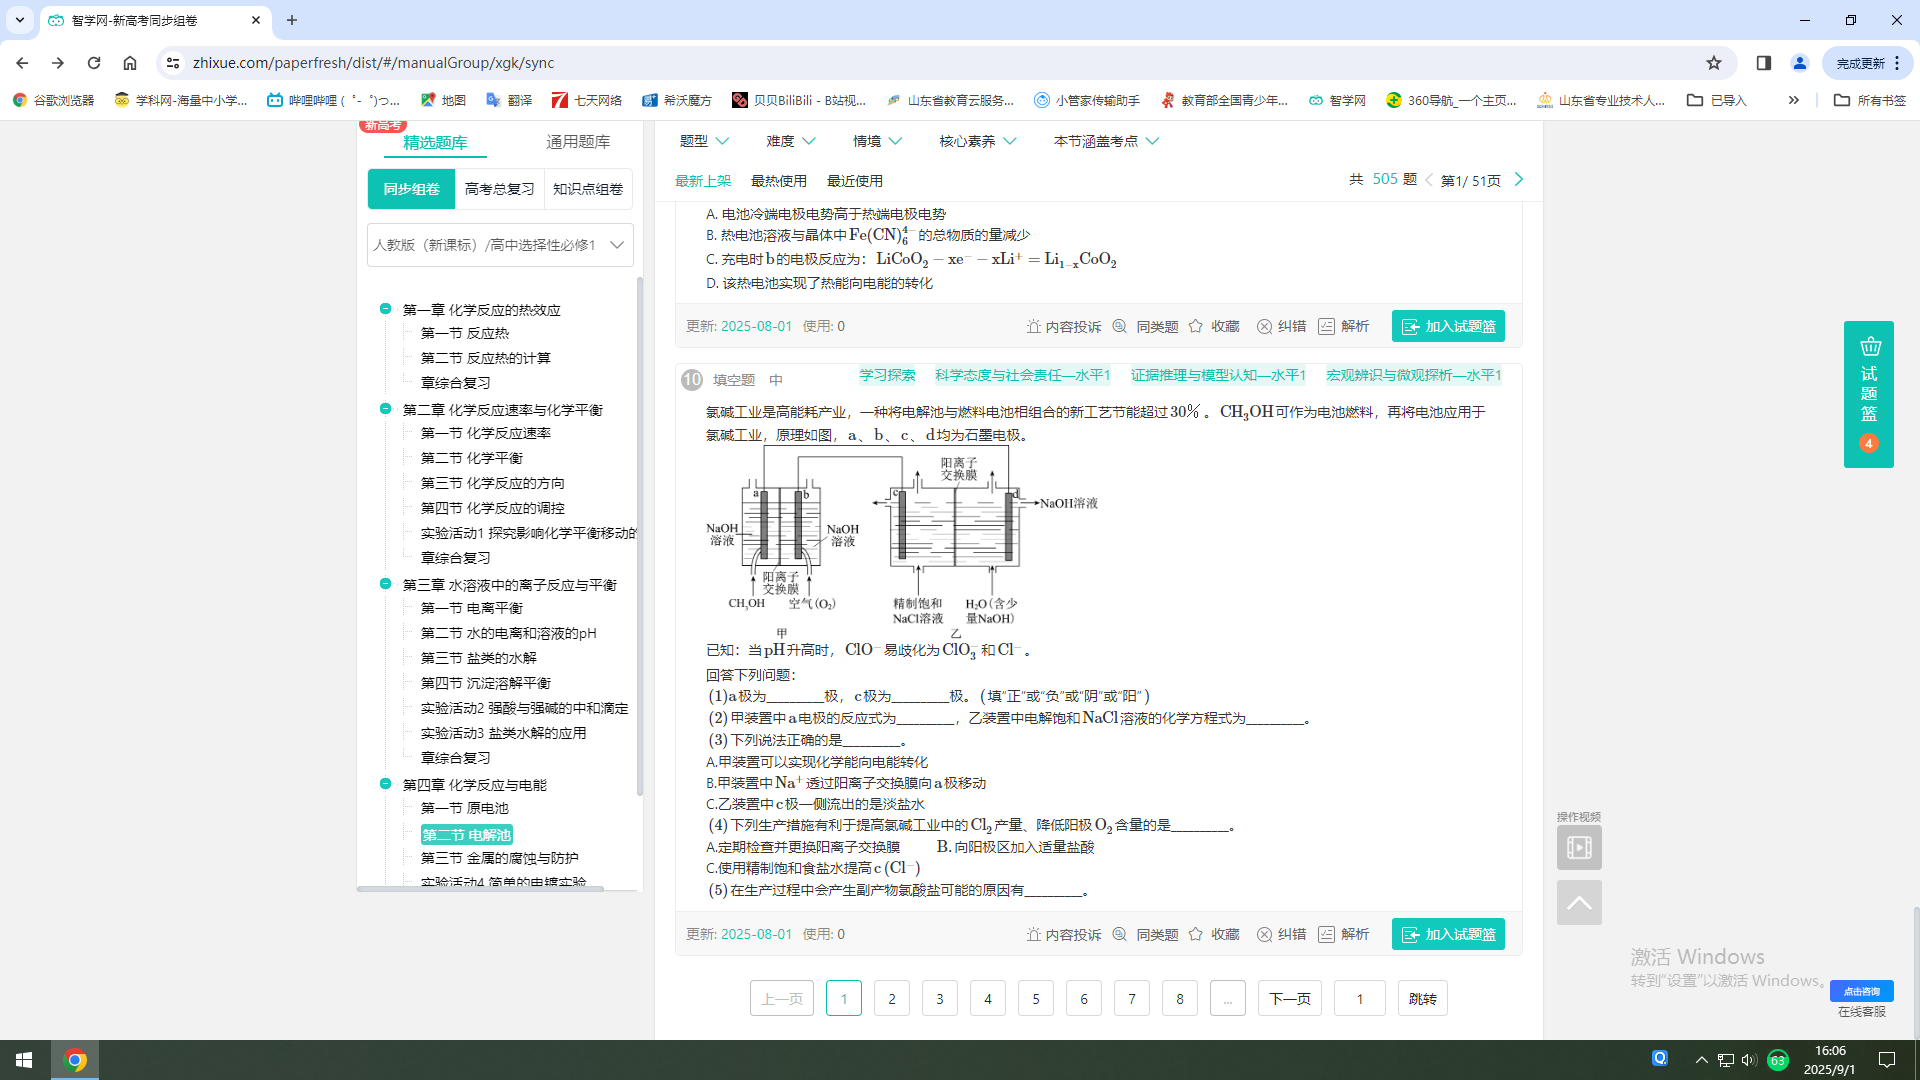 智学网-新高考同步组卷
zhixue.com/paperfresh/dist/#/manualGroup/xgk/sync
完成更新
谷歌浏览器 学科网-海量中小学... 哔哩哔哩 ( ゜- ゜)つ... 地图 翻译 七天网络 希沃魔方 贝贝BiliBili - B站视... 山东省教育云服务... 小管家传输助手 教育部全国青少年... 智学网 360导航_一个主页... 山东省专业技术人... 已导入 » 所有书签
新高考
精选题库 通用题库
同步组卷 高考总复习 知识点组卷
人教版（新课标）/高中选择性必修1
第一章 化学反应的热效应
第一节 反应热
第二节 反应热的计算
章综合复习
第二章 化学反应速率与化学平衡
第一节 化学反应速率
第二节 化学平衡
第三节 化学反应的方向
第四节 化学反应的调控
实验活动1 探究影响化学平衡移动的
章综合复习
第三章 水溶液中的离子反应与平衡
第一节 电离平衡
第二节 水的电离和溶液的pH
第三节 盐类的水解
第四节 沉淀溶解平衡
实验活动2 强酸与强碱的中和滴定
实验活动3 盐类水解的应用
章综合复习
第四章 化学反应与电能
第一节 原电池
第二节 电解池
第三节 金属的腐蚀与防护
实验活动4 简单的电镀实验
题型 难度 情境 核心素养 本节涵盖考点
最新上架 最热使用 最近使用 共 505 题 第1/ 51页
A. 电池冷端电极电势高于热端电极电势
B. 热电池溶液与晶体中Fe(CN)₆⁴⁻的总物质的量减少
C. 充电时b的电极反应为：LiCoO₂ − xe⁻ − xLi⁺ = Li₁₋ₓCoO₂
D. 该热电池实现了热能向电能的转化
更新: 2025-08-01 使用: 0 内容投诉 同类题 收藏 纠错 解析 加入试题篮
10 填空题 中 学习探索 科学态度与社会责任—水平1 证据推理与模型认知—水平1 宏观辨识与微观探析—水平1
氯碱工业是高能耗产业，一种将电解池与燃料电池相组合的新工艺节能超过30%。CH₃OH可作为电池燃料，再将电池应用于
氯碱工业，原理如图，a、b、c、d均为石墨电极。
阳离子
交换膜
a b c d
NaOH溶液
NaOH
溶液
NaOH
溶液
阳离子
交换膜
CH₃OH 空气(O₂)
精制饱和
NaCl溶液
H₂O(含少
量NaOH)
甲 乙
已知：当pH升高时，ClO⁻易歧化为ClO₃⁻和Cl⁻。
回答下列问题：
(1)a极为________极，c极为________极。(填“正”或“负”或“阴”或“阳”)
(2)甲装置中a电极的反应式为________，乙装置中电解饱和NaCl溶液的化学方程式为________。
(3)下列说法正确的是________。
A.甲装置可以实现化学能向电能转化
B.甲装置中Na⁺透过阳离子交换膜向a极移动
C.乙装置中c极一侧流出的是淡盐水
(4)下列生产措施有利于提高氯碱工业中的Cl₂产量、降低阳极O₂含量的是________。
A.定期检查并更换阳离子交换膜 B.向阳极区加入适量盐酸
C.使用精制饱和食盐水提高c(Cl⁻)
(5)在生产过程中会产生副产物氯酸盐可能的原因有________。
更新: 2025-08-01 使用: 0 内容投诉 同类题 收藏 纠错 解析 加入试题篮
上一页 1 2 3 4 5 6 7 8 ... 下一页 1 跳转
试
题
篮
4
操作视频
激活 Windows
转到“设置”以激活 Windows。
点击咨询
在线客服
63
16:06
2025/9/1